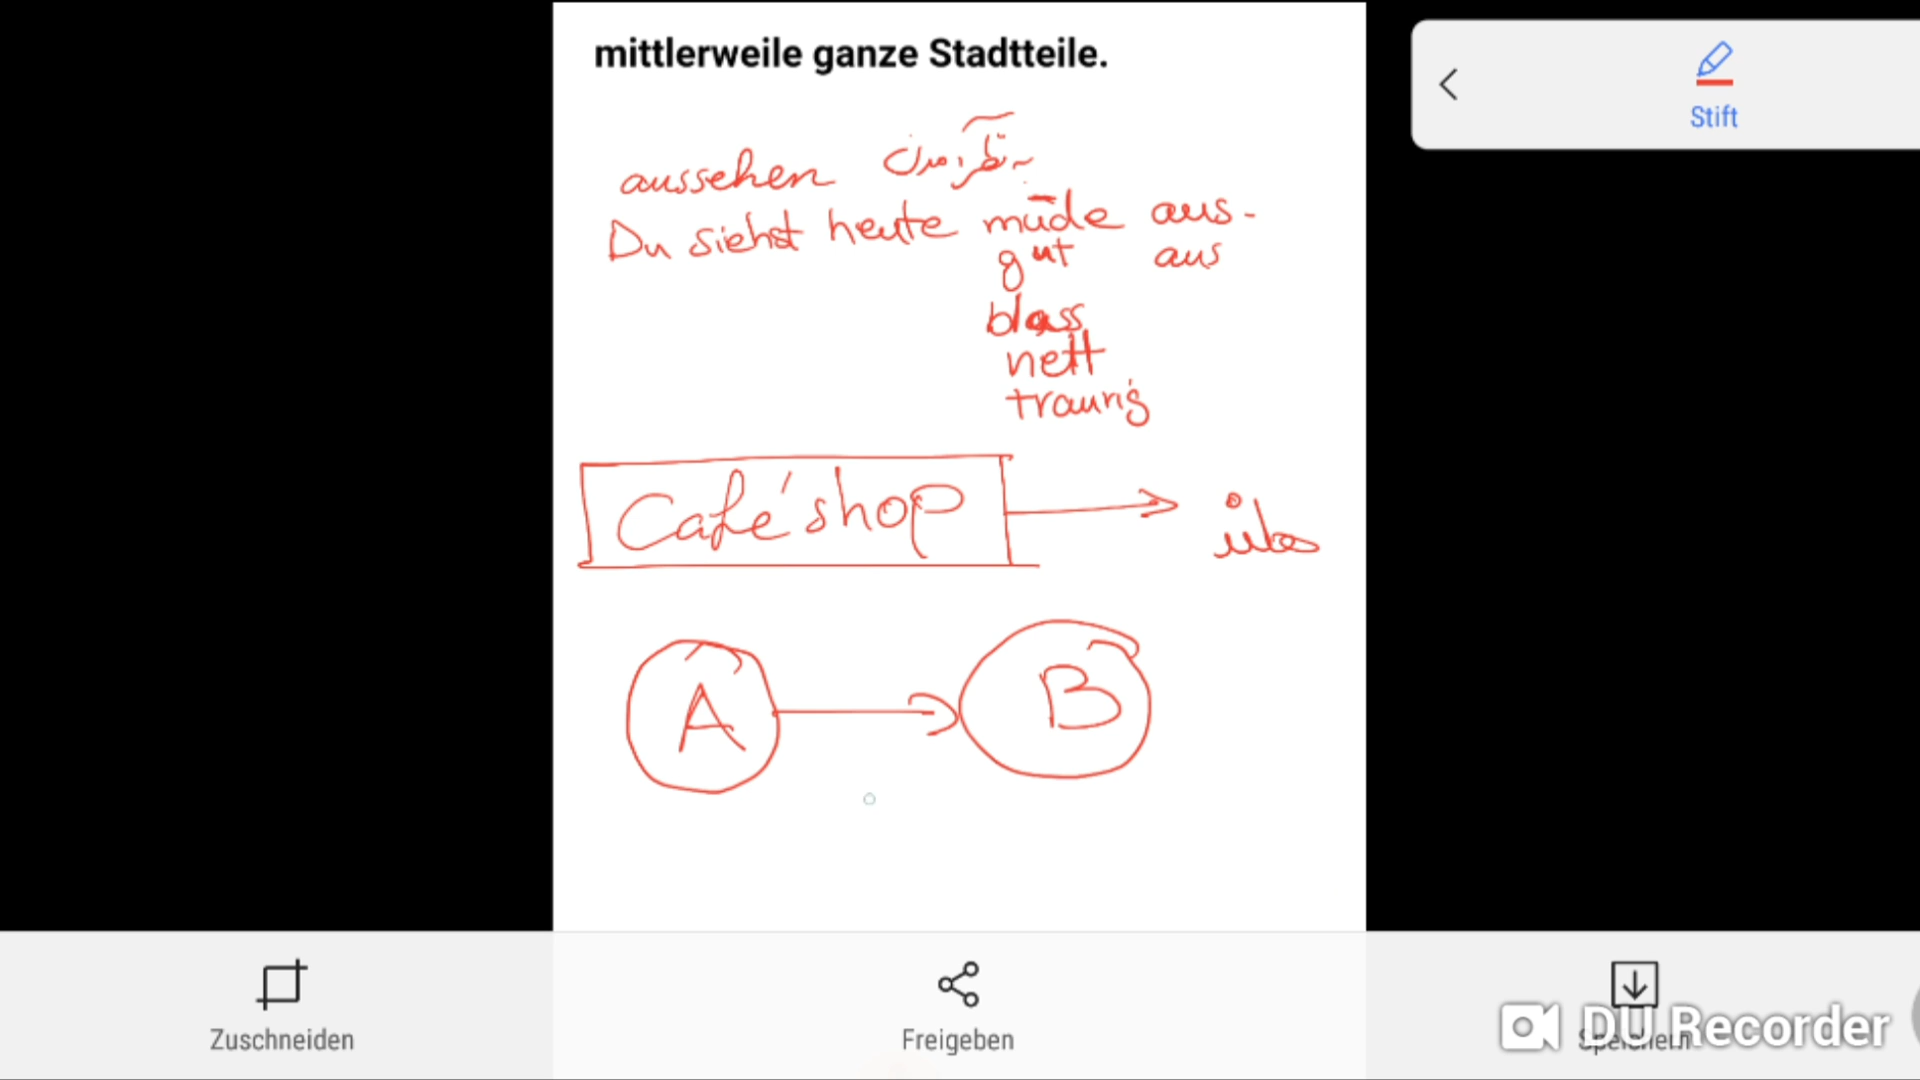 mittlerweile ganze Stadtteile.
Stift
aussehen
Du siehst heute müde aus.
gut aus
blass
nett
traurig
Café shop
A B
Zuschneiden
Freigeben
Speichern
DU Recorder